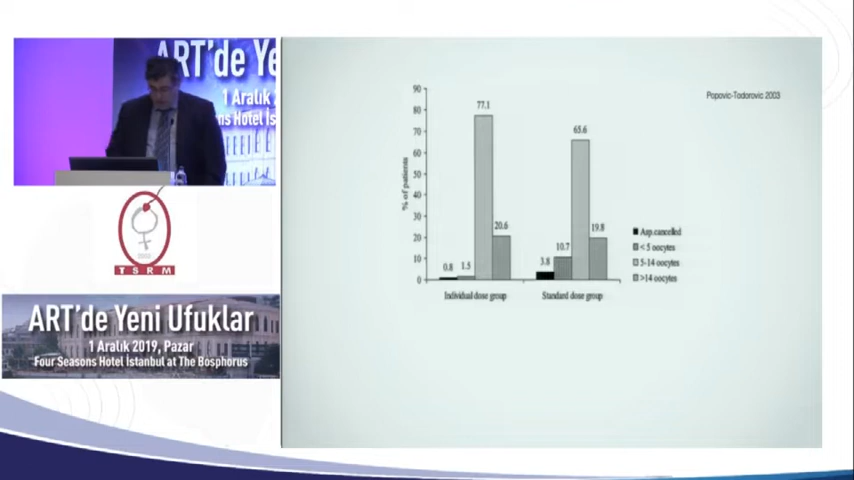 ART'de Ye
1 Aralık
ns Hotel İst
TSRM
ART'de Yeni Ufuklar
1 Aralık 2019, Pazar
Four Seasons Hotel İstanbul at The Bosphorus
Popovic-Todorovic 2003
% of patients
90
80
70
60
50
40
30
20
10
0
0.8
1.5
77.1
20.6
3.8
10.7
65.6
19.8
Individual dose group
Standard dose group
Asp.cancelled
< 5 oocytes
5-14 oocytes
>14 oocytes